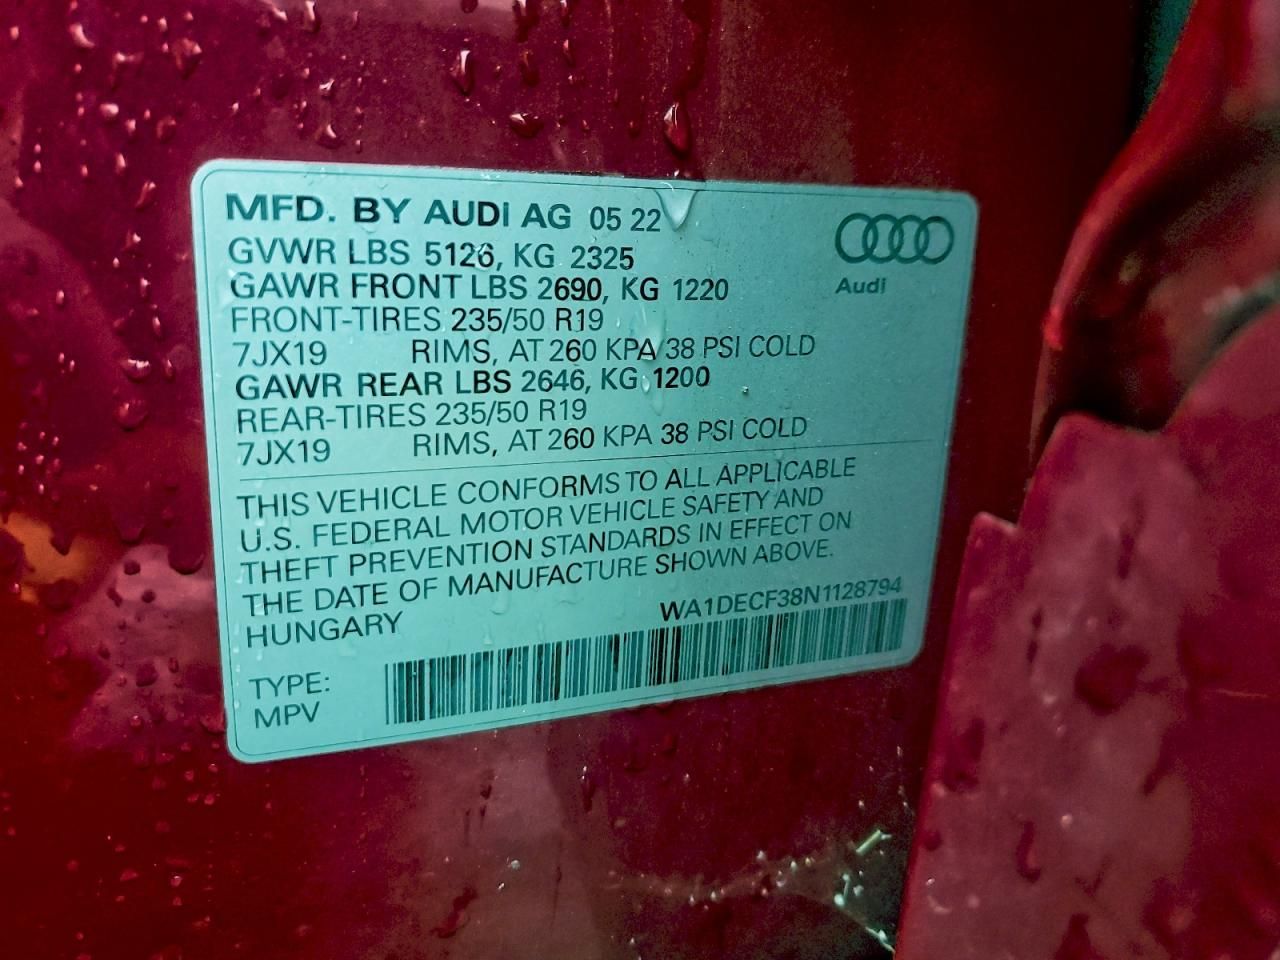 MFD. BY AUDI AG 05 22
GVWR LBS 5126, KG 2325
GAWR FRONT LBS 2690, KG 1220
Audi
FRONT-TIRES 235/50 R19
7JX19 RIMS, AT 260 KPA/38 PSI COLD
GAWR REAR LBS 2646, KG 1200
REAR-TIRES 235/50 R19
7JX19 RIMS, AT 260 KPA 38 PSI COLD
THIS VEHICLE CONFORMS TO ALL APPLICABLE
U.S. FEDERAL MOTOR VEHICLE SAFETY AND
THEFT PREVENTION STANDARDS IN EFFECT ON
THE DATE OF MANUFACTURE SHOWN ABOVE.
HUNGARY WA1DECF38N1128794
TYPE:
MPV